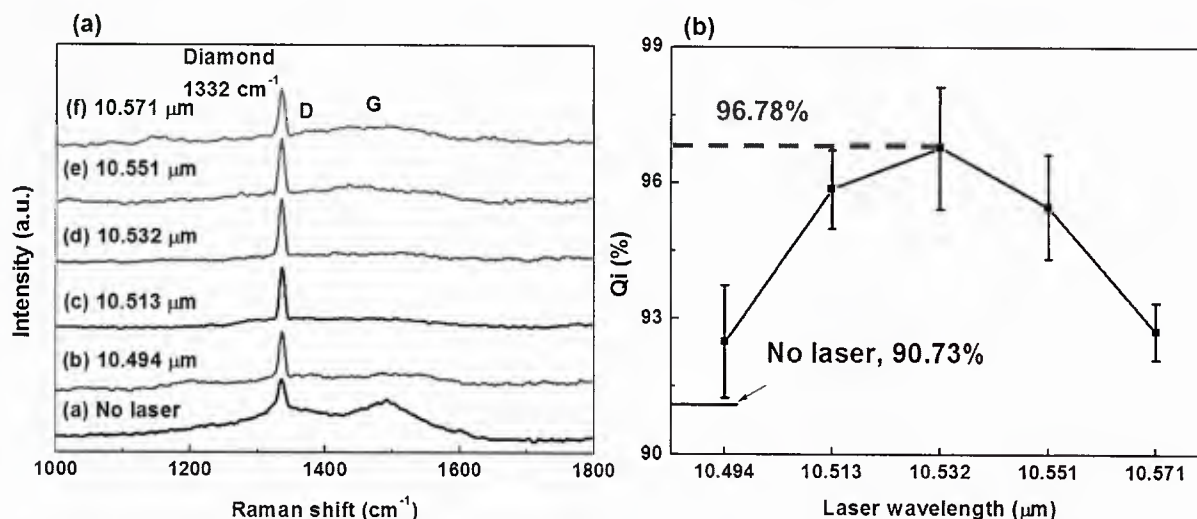 (a)
Diamond
1332 cm⁻¹
D
G
(f) 10.571 μm
(e) 10.551 μm
(d) 10.532 μm
(c) 10.513 μm
(b) 10.494 μm
(a) No laser
Intensity (a.u.)
1000 1200 1400 1600 1800
Raman shift (cm⁻¹)
(b)
99
96
93
90
Qi (%)
96.78%
No laser, 90.73%
10.494 10.513 10.532 10.551 10.571
Laser wavelength (μm)